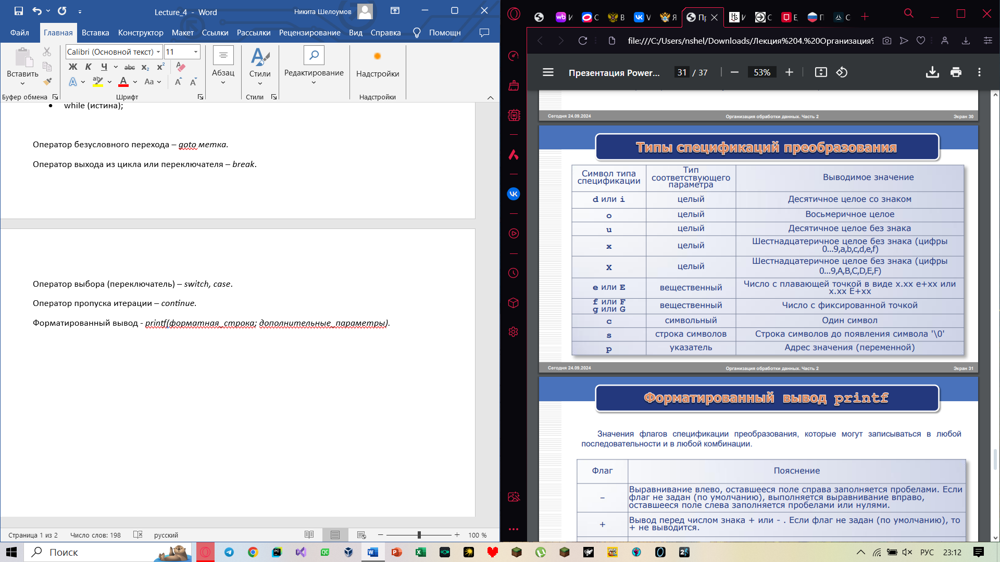 Lecture_4 - Word
Никита Шелоумов
Файл Главная Вставка Конструктор Макет Ссылки Рассылки Рецензирование Вид Справка Помощн
Вставить
Буфер обмена
Calibri (Основной текст) 11
Ж К Ч abc x₂ x²
Aa
Шрифт
Абзац
Стили
Стили
Редактирование
Надстройки
Надстройки
• while (истина);
Оператор безусловного перехода – goto метка.
Оператор выхода из цикла или переключателя – break.
Оператор выбора (переключатель) – switch, case.
Оператор пропуска итерации – continue.
Форматированный вывод - printf(форматная_строка; дополнительные_параметры).
Страница 1 из 2 Число слов: 198 русский 100 %
file:///C:/Users/nshel/Downloads/Лекция%204.%20Организация%
Презентация Power... 31 / 37 53%
Сегодня 24.09.2024 Организация обработки данных. Часть 2 Экран 30
Типы спецификаций преобразования
Символ типа спецификации Тип соответствующего параметра Выводимое значение
d или i целый Десятичное целое со знаком
o целый Восьмеричное целое
u целый Десятичное целое без знака
x целый Шестнадцатеричное целое без знака (цифры 0...9,a,b,c,d,e,f)
X целый Шестнадцатеричное целое без знака (цифры 0...9,A,B,C,D,E,F)
e или E вещественный Число с плавающей точкой в виде x.xx e+xx или x.xx E+xx
f или F
g или G вещественный Число с фиксированной точкой
c символьный Один символ
s строка символов Строка символов до появления символа '\0'
p указатель Адрес значения (переменной)
Сегодня 24.09.2024 Организация обработки данных. Часть 2 Экран 31
Форматированный вывод printf
Значения флагов спецификации преобразования, которые могут записываться в любой
последовательности и в любой комбинации.
Флаг Пояснение
– Выравнивание влево, оставшееся поле справа заполняется пробелами. Если
флаг не задан (по умолчанию), выполняется выравнивание вправо,
оставшееся поле слева заполняется пробелами или нулями.
+ Вывод перед числом знака + или - . Если флаг не задан (по умолчанию), то
+ не выводится.
Поиск
РУС 23:12